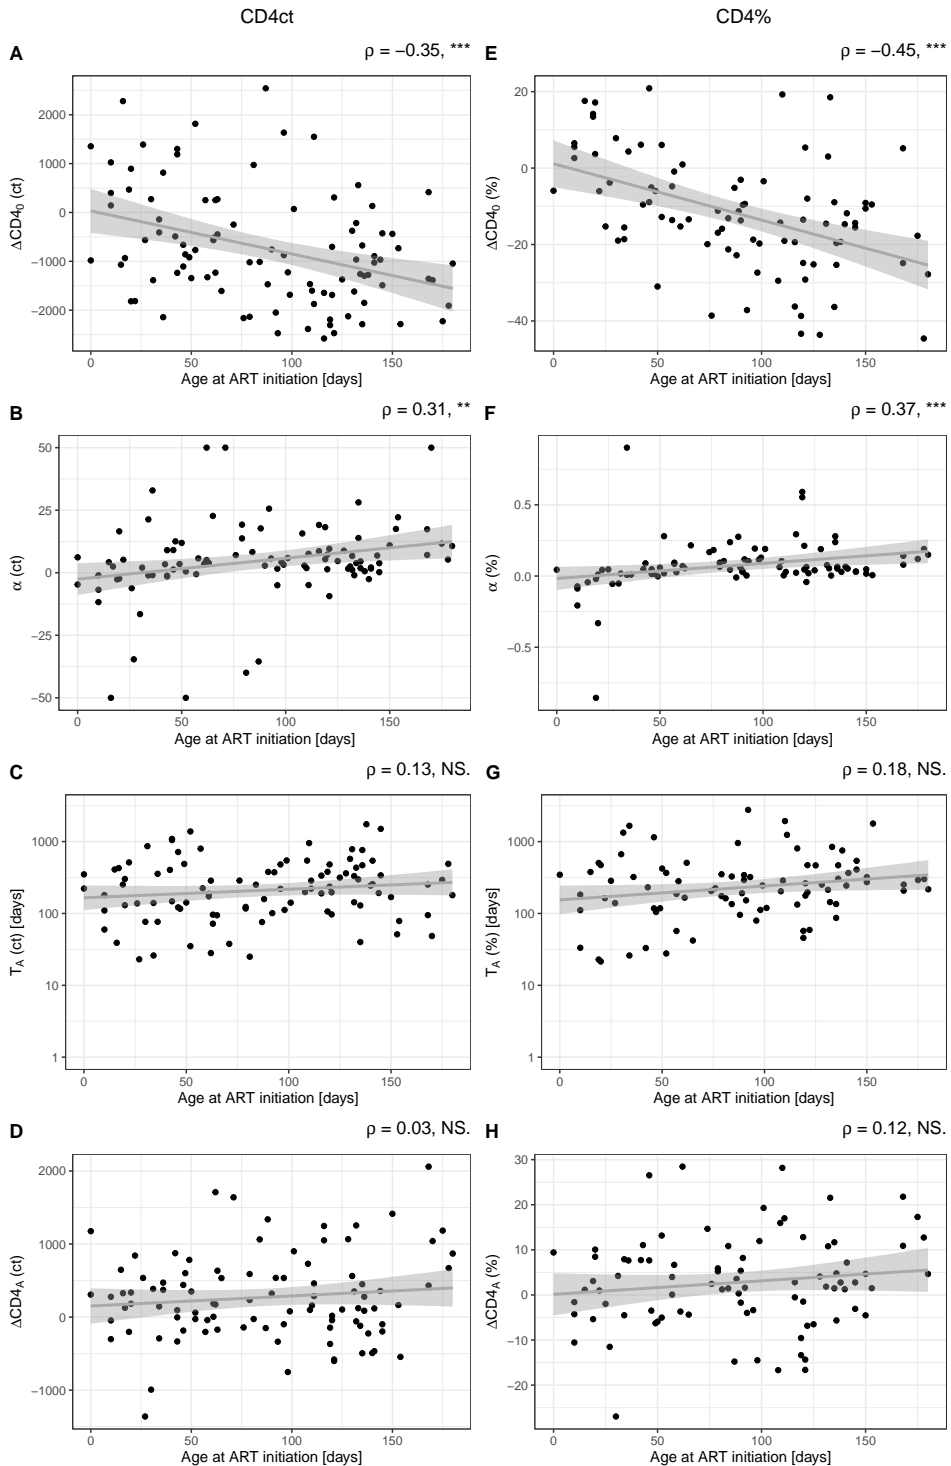 CD4ct
CD4%
A
ρ = −0.35, ***
ΔCD4₀ (ct)
2000
1000
0
−1000
−2000
0 50 100 150
Age at ART initiation [days]
E
ρ = −0.45, ***
ΔCD4₀ (%)
20
0
−20
−40
0 50 100 150
Age at ART initiation [days]
B
ρ = 0.31, **
α (ct)
50
25
0
−25
−50
0 50 100 150
Age at ART initiation [days]
F
ρ = 0.37, ***
α (%)
0.5
0.0
−0.5
0 50 100 150
Age at ART initiation [days]
C
ρ = 0.13, NS.
T_A (ct) [days]
1000
100
10
1
0 50 100 150
Age at ART initiation [days]
G
ρ = 0.18, NS.
T_A (%) [days]
1000
100
10
1
0 50 100 150
Age at ART initiation [days]
D
ρ = 0.03, NS.
ΔCD4_A (ct)
2000
1000
0
−1000
0 50 100 150
Age at ART initiation [days]
H
ρ = 0.12, NS.
ΔCD4_A (%)
30
20
10
0
−10
−20
0 50 100 150
Age at ART initiation [days]